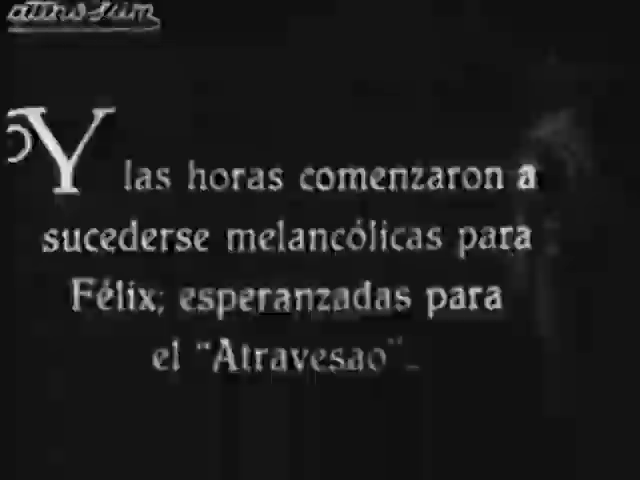 Y las horas comenzaron a
sucederse melancólicas para
Félix; esperanzadas para
el "Atravesao".